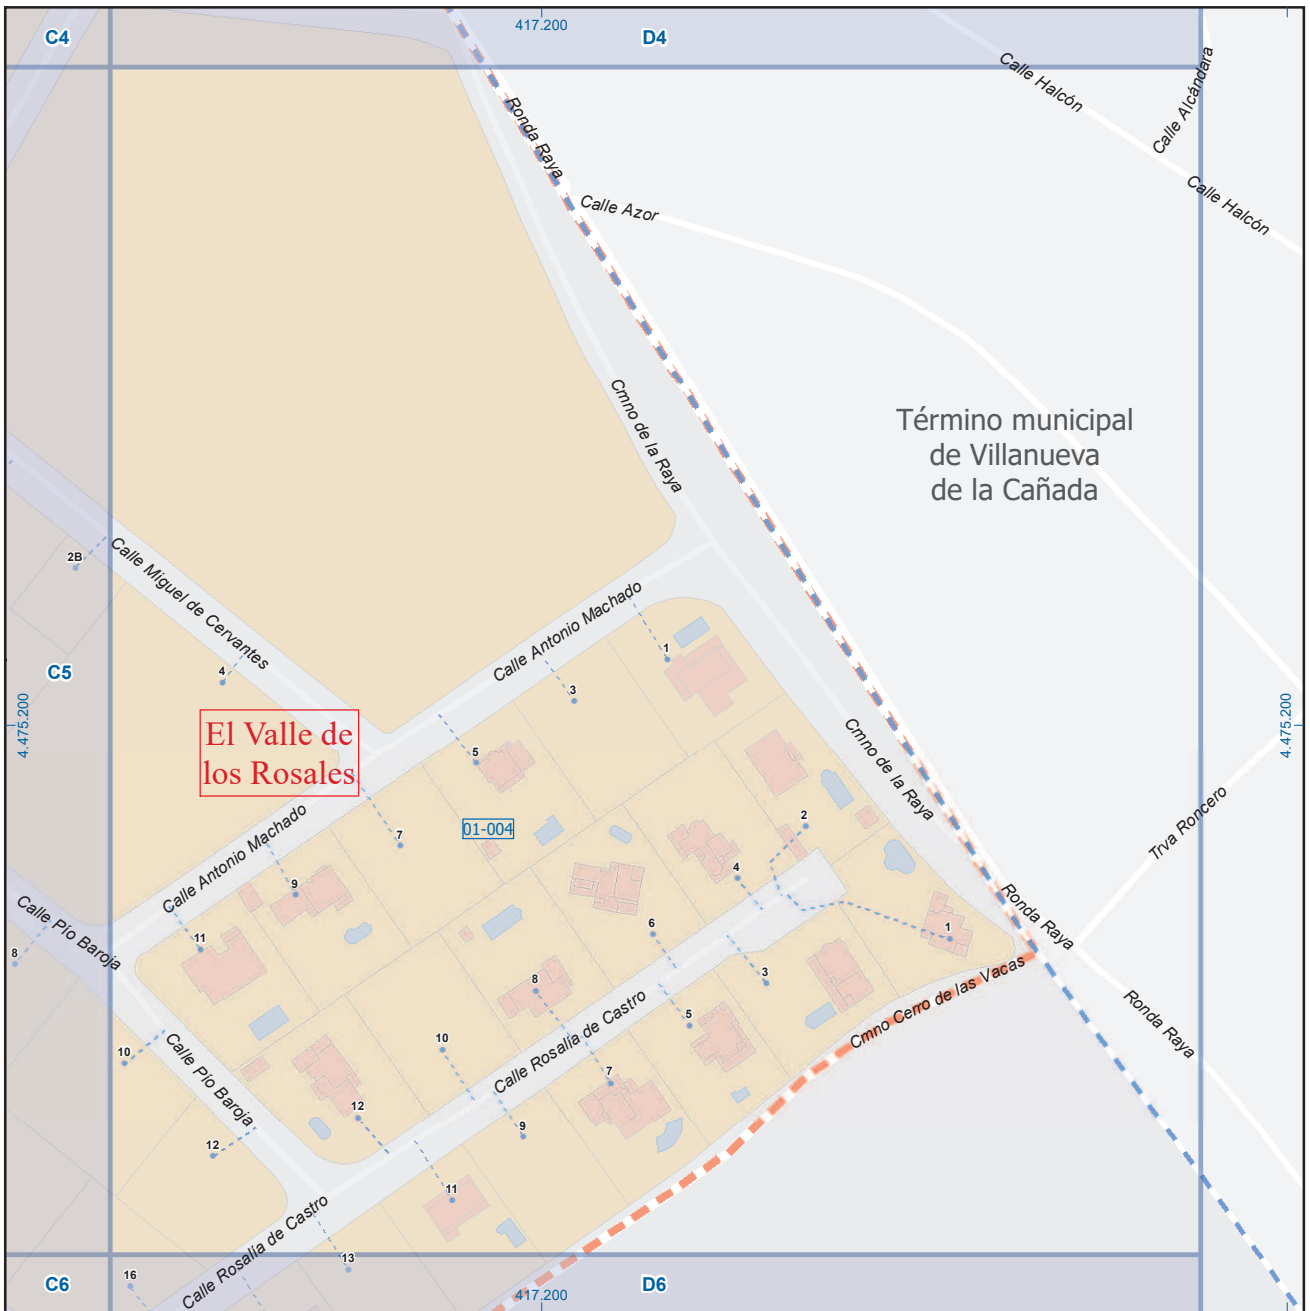 C4
417.200
D4
Calle Halcón
Calle Alcándara
Ronda Raya
Calle Halcón
Calle Azor
Cmno de la Raya
Término municipal
de Villanueva
de la Cañada
2B
Calle Miguel de Cervantes
Calle Antonio Machado
1
C5
4
3
4.475.200
4.475.200
El Valle de
los Rosales
5
Cmno de la Raya
01-004
7
2
Trva Roncero
Calle Antonio Machado
9
4
Calle Pío Baroja
Ronda Raya
11
8
6
1
8
3
Cmno Cerro de las Vacas
Ronda Raya
5
Calle Rosalía de Castro
10
10
Calle Pío Baroja
7
12
9
12
11
Calle Rosalía de Castro
13
16
C6
417.200
D6